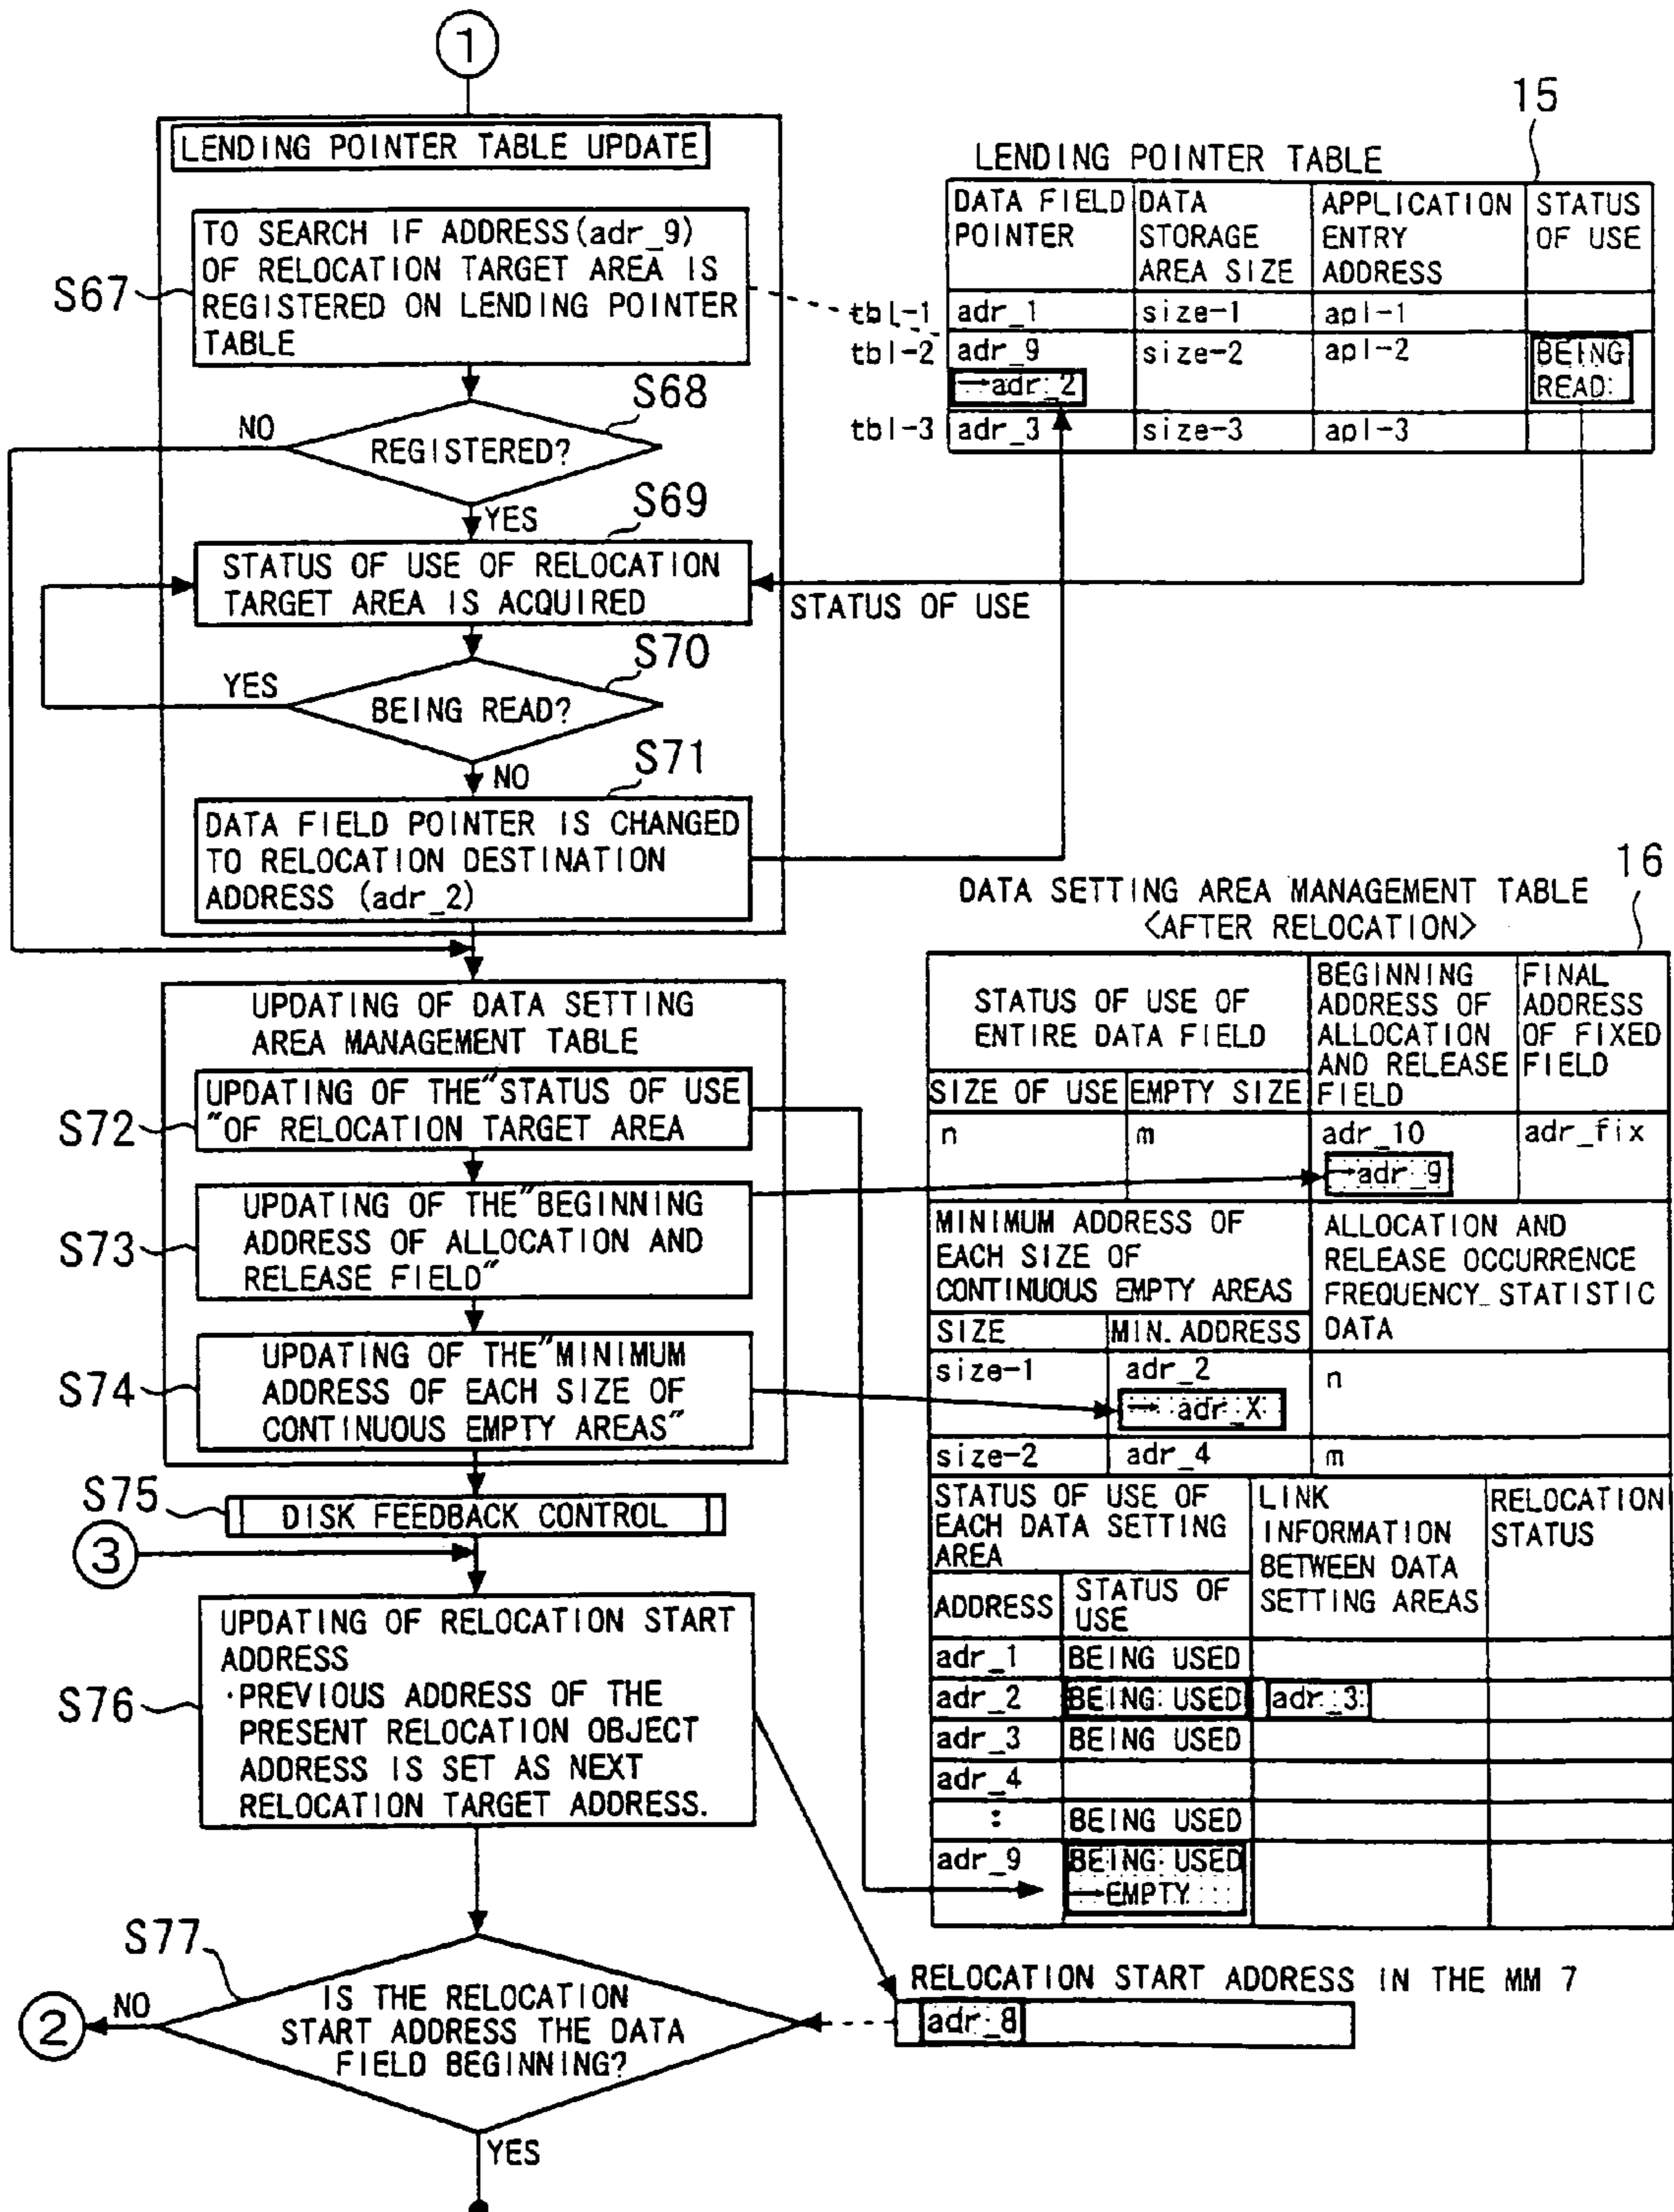 1
LENDING POINTER TABLE UPDATE
S67
TO SEARCH IF ADDRESS(adr_9)
OF RELOCATION TARGET AREA IS
REGISTERED ON LENDING POINTER
TABLE
S68
NO
REGISTERED?
YES
S69
STATUS OF USE OF RELOCATION
TARGET AREA IS ACQUIRED
STATUS OF USE
S70
YES
BEING READ?
NO
S71
DATA FIELD POINTER IS CHANGED
TO RELOCATION DESTINATION
ADDRESS (adr_2)
UPDATING OF DATA SETTING
AREA MANAGEMENT TABLE
S72
UPDATING OF THE"STATUS OF USE
"OF RELOCATION TARGET AREA
S73
UPDATING OF THE"BEGINNING
ADDRESS OF ALLOCATION AND
RELEASE FIELD"
S74
UPDATING OF THE"MINIMUM
ADDRESS OF EACH SIZE OF
CONTINUOUS EMPTY AREAS"
S75
DISK FEEDBACK CONTROL
3
S76
UPDATING OF RELOCATION START
ADDRESS
·PREVIOUS ADDRESS OF THE
PRESENT RELOCATION OBJECT
ADDRESS IS SET AS NEXT
RELOCATION TARGET ADDRESS.
S77
2
NO
IS THE RELOCATION
START ADDRESS THE DATA
FIELD BEGINNING?
YES
15
LENDING POINTER TABLE
DATA FIELD POINTER DATA STORAGE AREA SIZE APPLICATION ENTRY ADDRESS STATUS OF USE
tbl-1 adr_1 size-1 apl-1
tbl-2 adr_9 size-2 apl-2 BEING READ
→adr_2
tbl-3 adr_3 size-3 apl-3
16
DATA SETTING AREA MANAGEMENT TABLE
<AFTER RELOCATION>
STATUS OF USE OF
ENTIRE DATA FIELD
BEGINNING
ADDRESS OF
ALLOCATION
AND RELEASE
FIELD
FINAL
ADDRESS
OF FIXED
FIELD
SIZE OF USE EMPTY SIZE
n m adr_10 adr_fix
→adr_9
MINIMUM ADDRESS OF
EACH SIZE OF
CONTINUOUS EMPTY AREAS
ALLOCATION AND
RELEASE OCCURRENCE
FREQUENCY_STATISTIC
DATA
SIZE MIN.ADDRESS
size-1 adr_2 n
→ adr_X
size-2 adr_4 m
STATUS OF USE OF
EACH DATA SETTING
AREA
LINK
INFORMATION
BETWEEN DATA
SETTING AREAS
RELOCATION
STATUS
ADDRESS STATUS OF USE
adr_1 BEING USED
adr_2 BEING USED adr_3
adr_3 BEING USED
adr_4
: BEING USED
adr_9 BEING USED
→EMPTY
RELOCATION START ADDRESS IN THE MM 7
adr_8